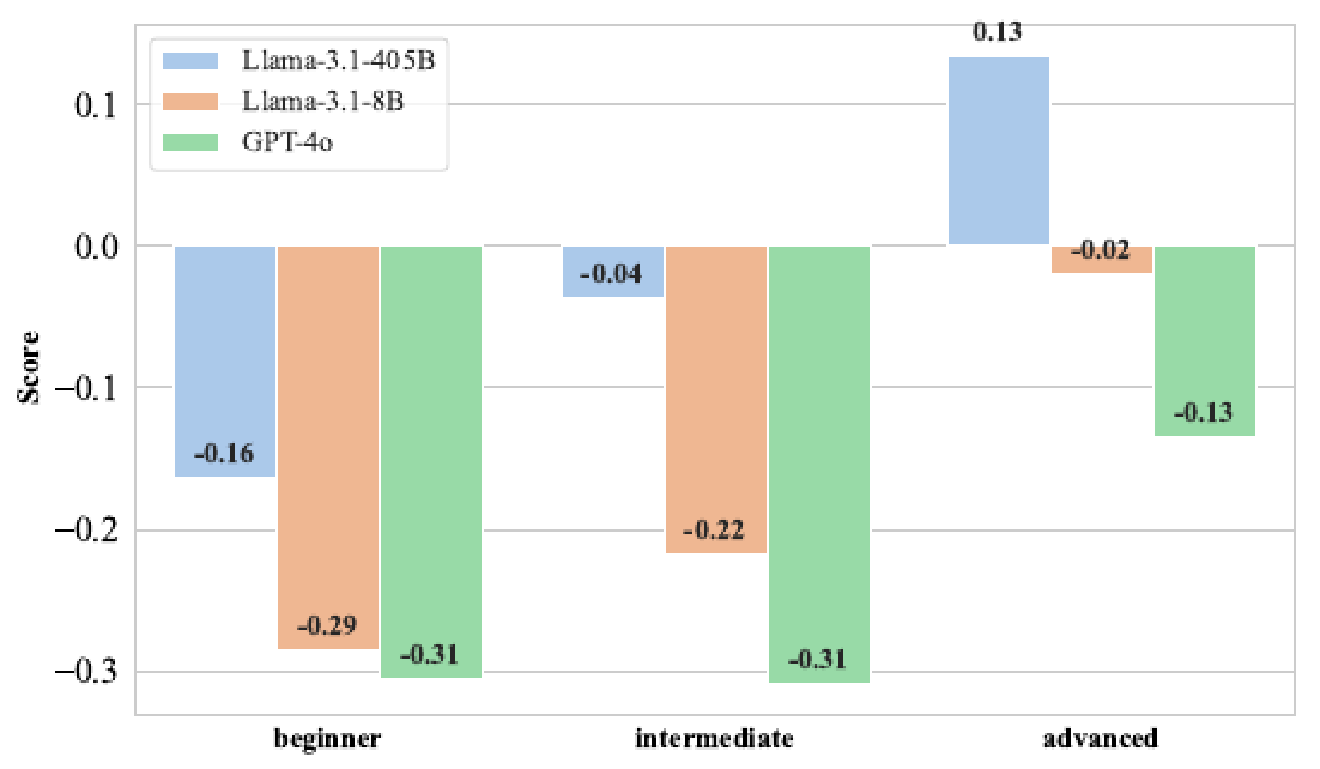 0.13
Llama-3.1-405B
Llama-3.1-8B
GPT-4o
0.1
0.0
-0.02
-0.04
Score
−0.1
-0.13
-0.16
−0.2
-0.22
-0.29
-0.31
-0.31
−0.3
beginner intermediate advanced